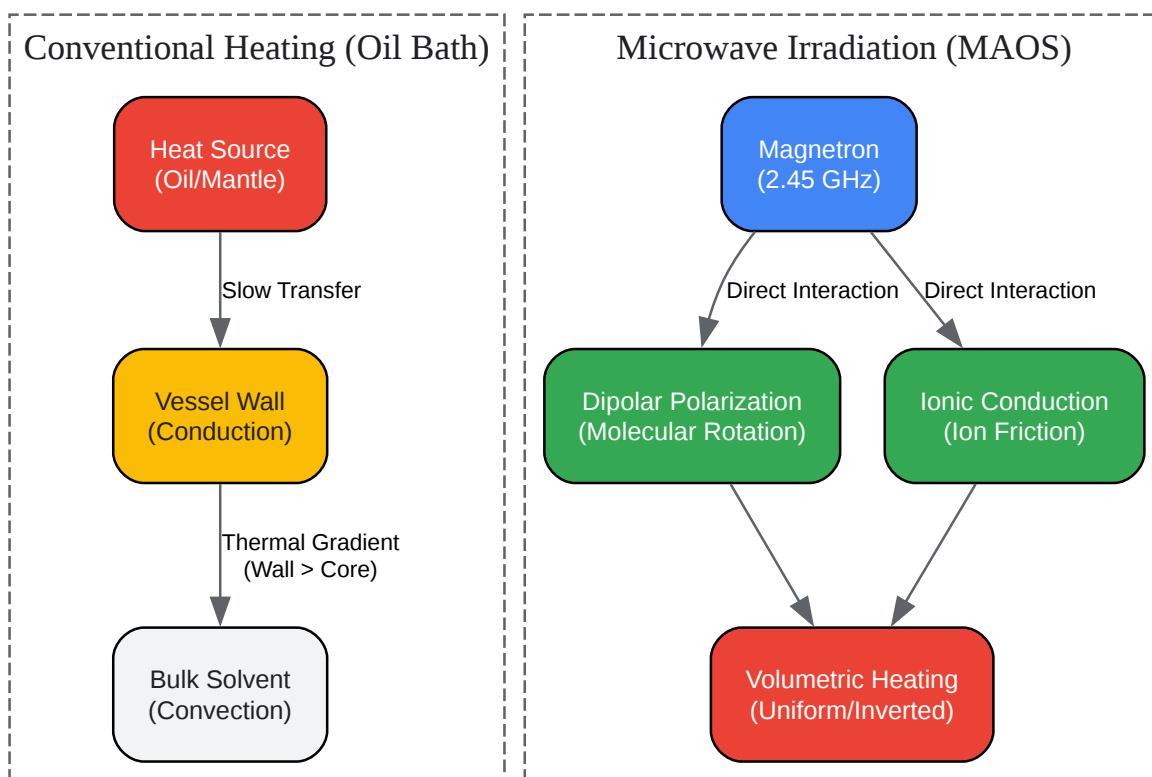 Conventional Heating (Oil Bath)
Heat Source
(Oil/Mantle)
Slow Transfer
Vessel Wall
(Conduction)
Thermal Gradient
(Wall > Core)
Bulk Solvent
(Convection)
Microwave Irradiation (MAOS)
Magnetron
(2.45 GHz)
Direct Interaction
Direct Interaction
Dipolar Polarization
(Molecular Rotation)
Ionic Conduction
(Ion Friction)
Volumetric Heating
(Uniform/Inverted)